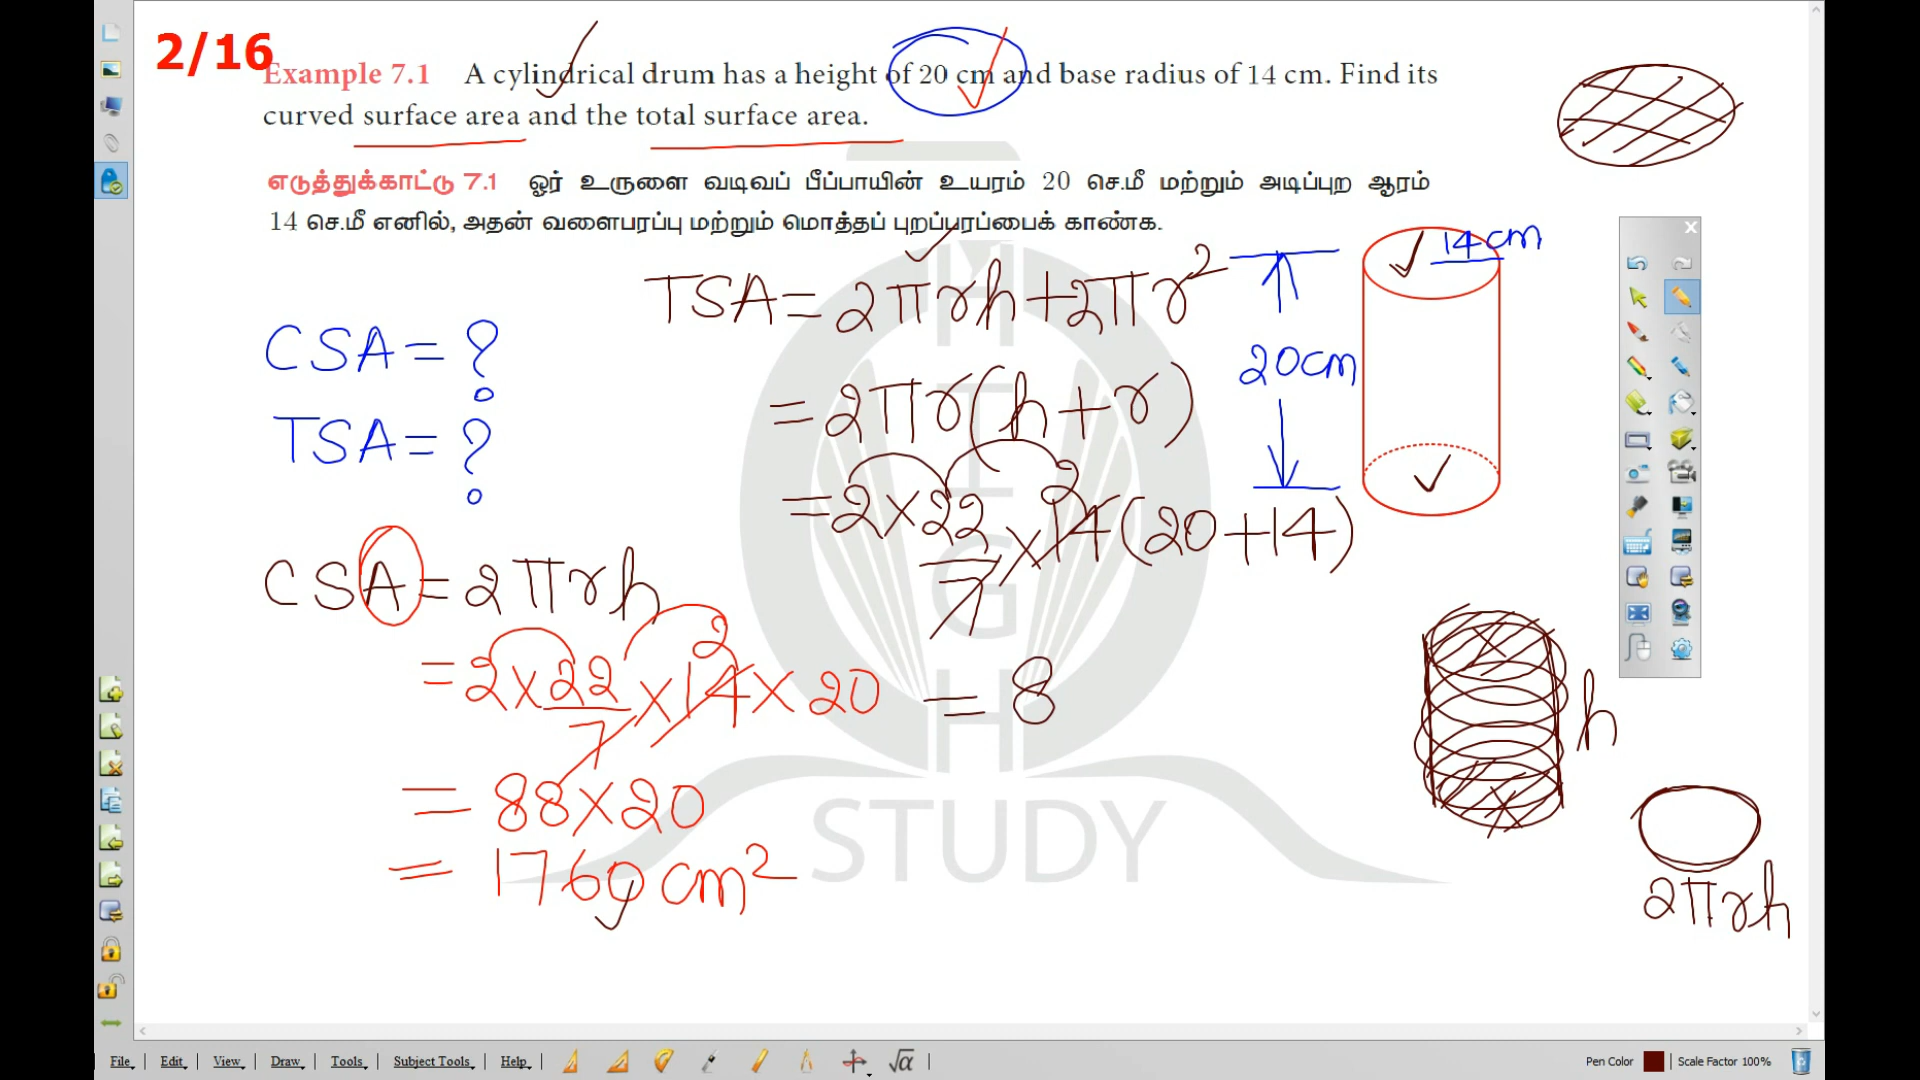 2/16
Example 7.1 A cylindrical drum has a height of 20 cm and base radius of 14 cm. Find its
curved surface area and the total surface area.
எடுத்துக்காட்டு 7.1 ஓர் உருளை வடிவப் பீப்பாயின் உயரம் 20 செ.மீ மற்றும் அடிப்புற ஆரம்
14 செ.மீ எனில், அதன் வளைபரப்பு மற்றும் மொத்தப் புறப்பரப்பைக் காண்க.
14cm
20cm
CSA = ?
TSA = ?
TSA = 2πrh + 2πr²
= 2πr(h + r)
= 2 × 22/7 × 14 2 (20 + 14)
= 8
CSA = 2πrh
= 2 × 22/7 × 14 2 × 20
= 88 × 20
= 1760 cm²
h
2πrh
HIGH
STUDY
File Edit View Draw Tools Subject Tools Help
√α
Pen Color Scale Factor 100%